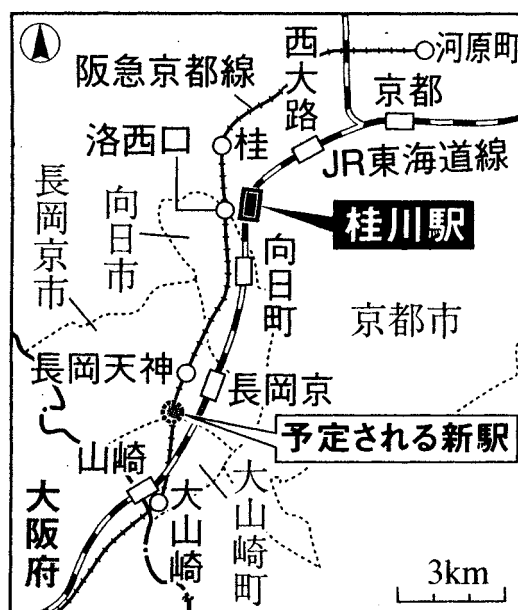 河原町
阪急京都線
西大路
京都
洛西口
桂
JR東海道線
長岡京市
向日市
桂川駅
向日町
京都市
長岡天神
長岡京
予定される新駅
山崎
大阪府
大山崎
大山崎町
3km